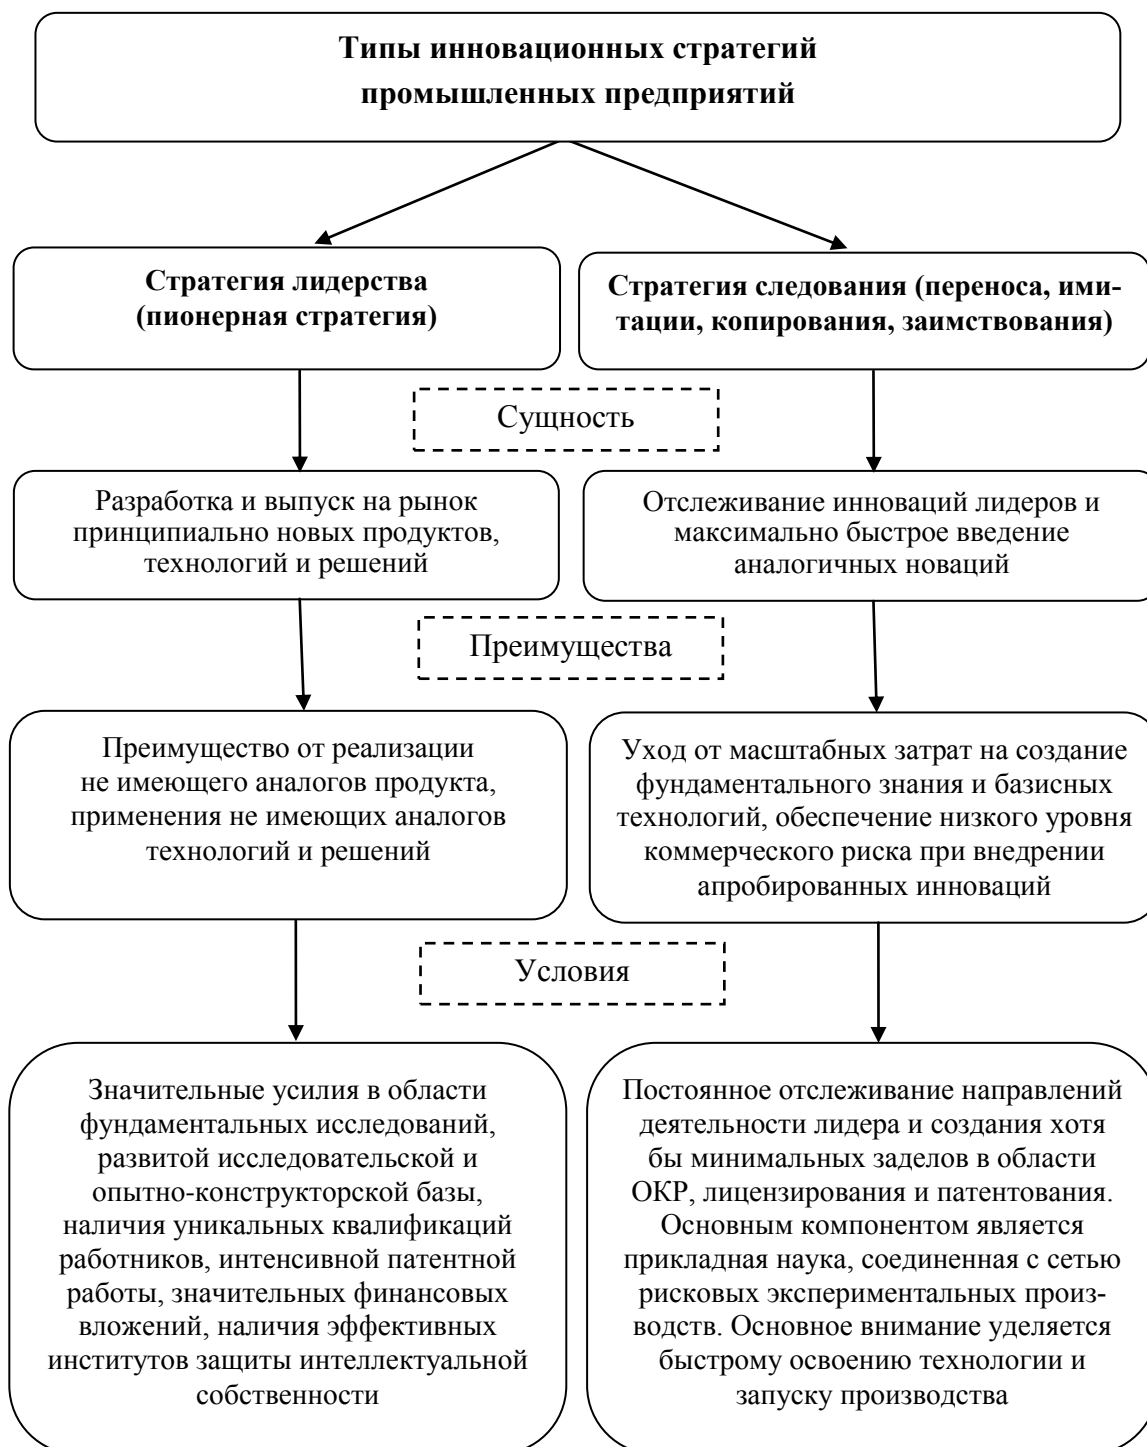 Типы инновационных стратегий
промышленных предприятий
Стратегия лидерства
(пионерная стратегия)
Стратегия следования (переноса, ими-
тации, копирования, заимствования)
Сущность
Разработка и выпуск на рынок
принципиально новых продуктов,
технологий и решений
Отслеживание инноваций лидеров и
максимально быстрое введение
аналогичных новаций
Преимущества
Преимущество от реализации
не имеющего аналогов продукта,
применения не имеющих аналогов
технологий и решений
Уход от масштабных затрат на создание
фундаментального знания и базисных
технологий, обеспечение низкого уровня
коммерческого риска при внедрении
апробированных инноваций
Условия
Значительные усилия в области
фундаментальных исследований,
развитой исследовательской и
опытно-конструкторской базы,
наличия уникальных квалификаций
работников, интенсивной патентной
работы, значительных финансовых
вложений, наличия эффективных
институтов защиты интеллектуальной
собственности
Постоянное отслеживание направлений
деятельности лидера и создания хотя
бы минимальных заделов в области
ОКР, лицензирования и патентования.
Основным компонентом является
прикладная наука, соединенная с сетью
рисковых экспериментальных произ-
водств. Основное внимание уделяется
быстрому освоению технологии и
запуску производства